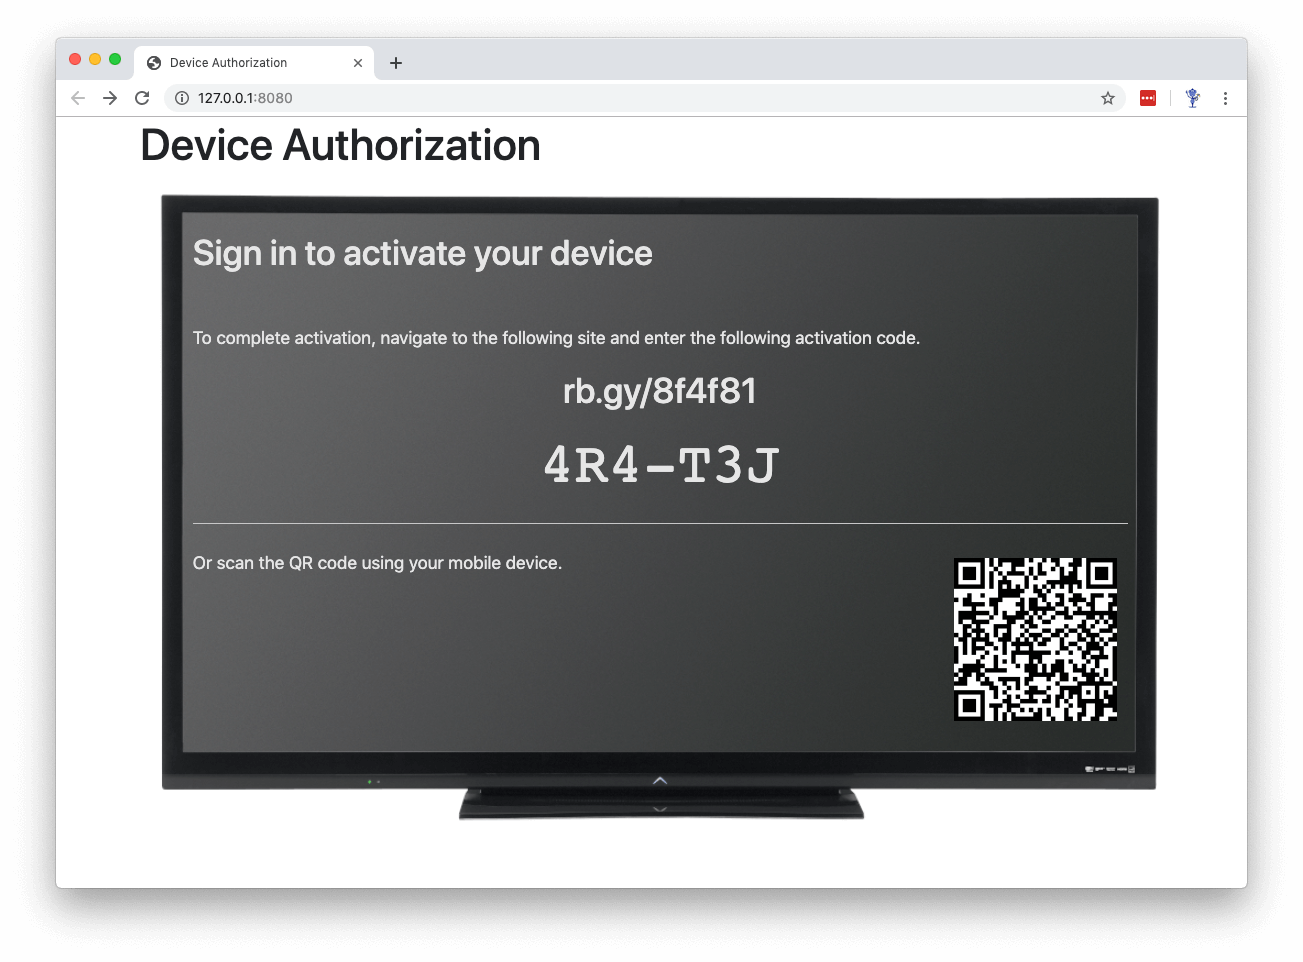 Device Authorization
127.0.0.1:8080
Device Authorization
Sign in to activate your device
To complete activation, navigate to the following site and enter the following activation code.
rb.gy/8f4f81
4R4-T3J
Or scan the QR code using your mobile device.